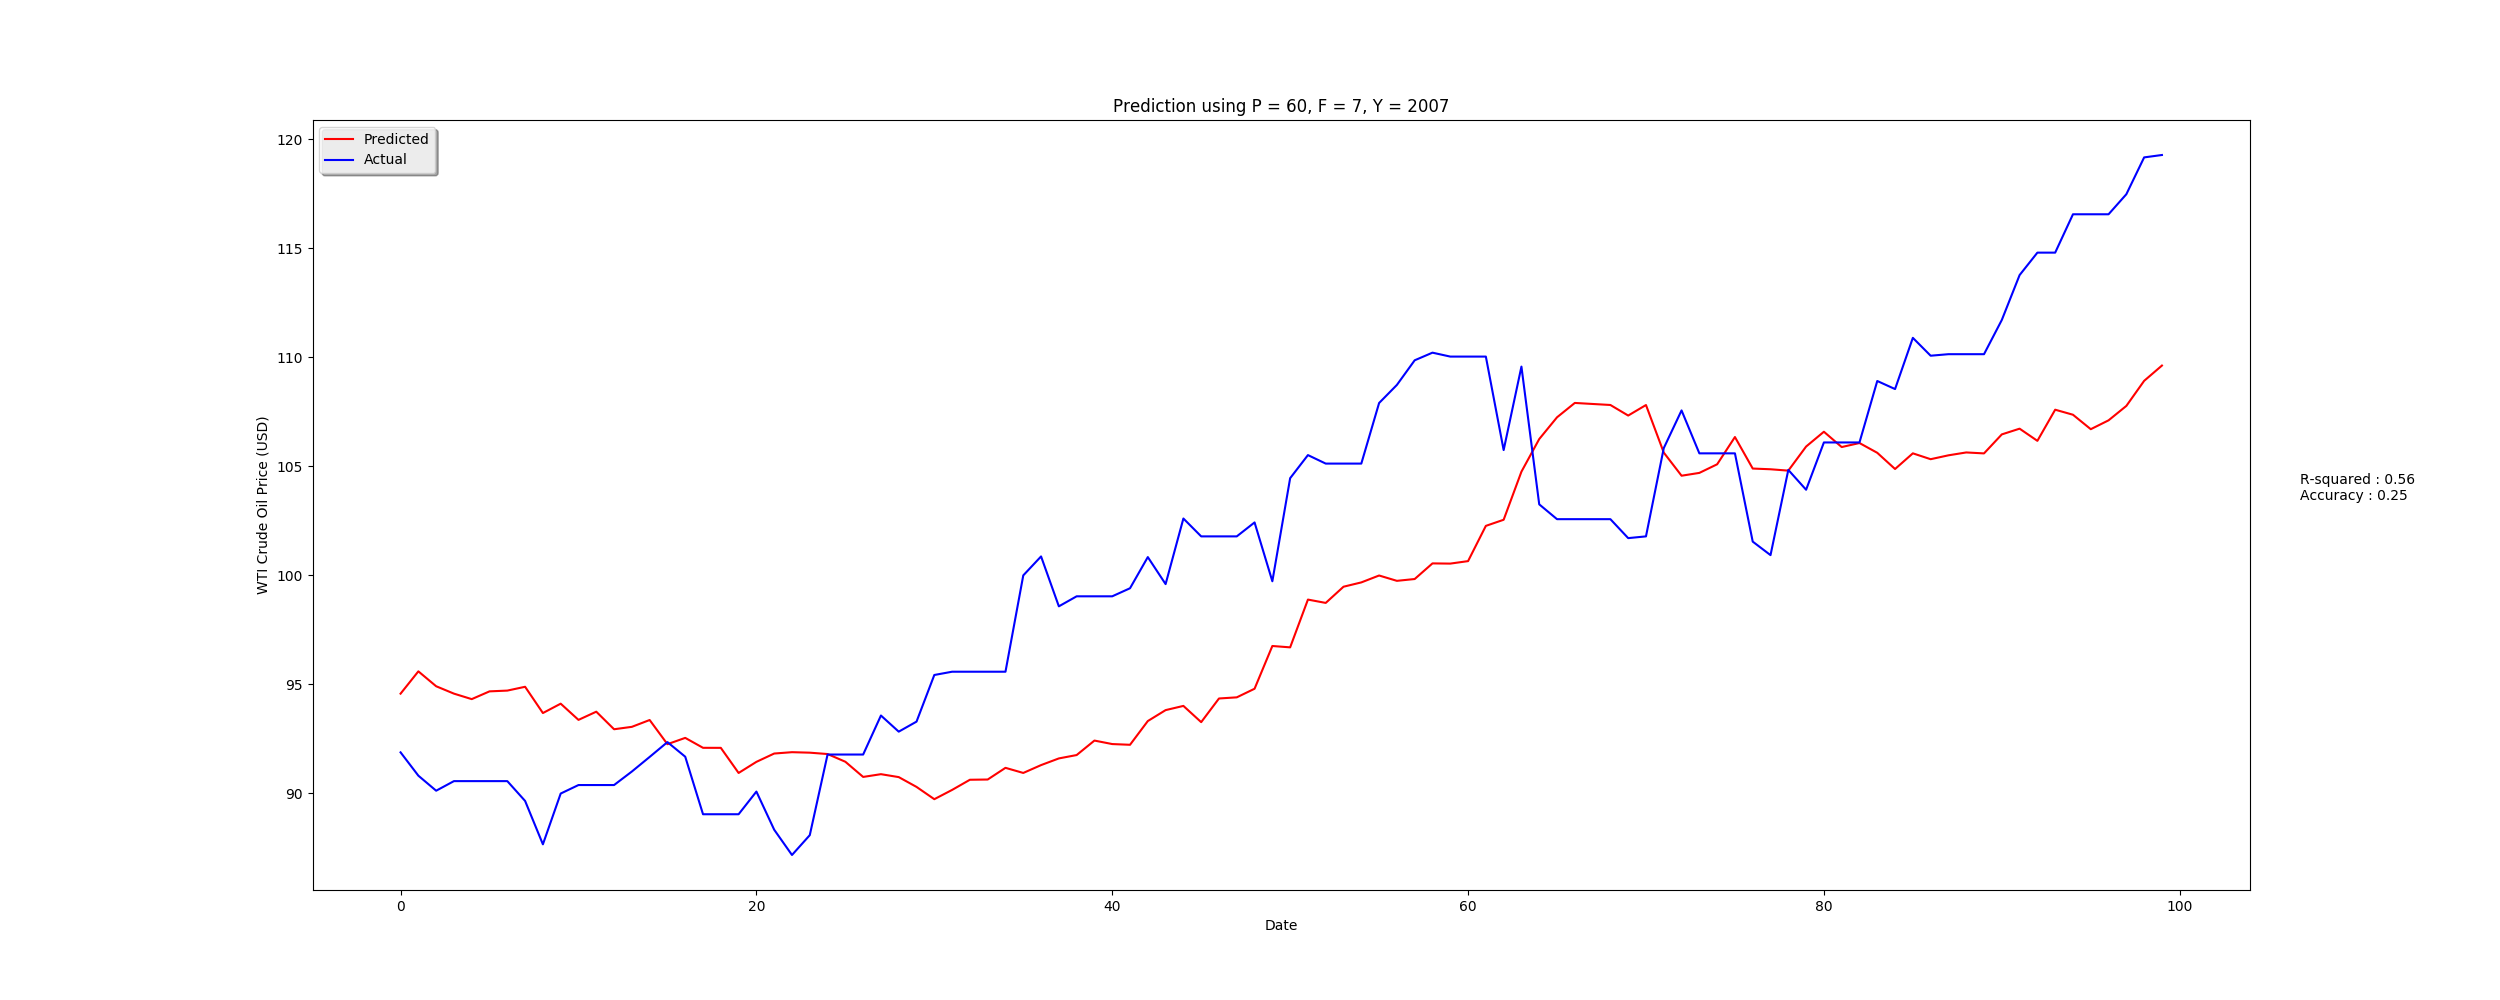 Prediction using P = 60, F = 7, Y = 2007
Predicted
Actual
120
115
110
105
100
95
90
WTI Crude Oil Price (USD)
0
20
40
60
80
100
Date
R-squared : 0.56
Accuracy : 0.25